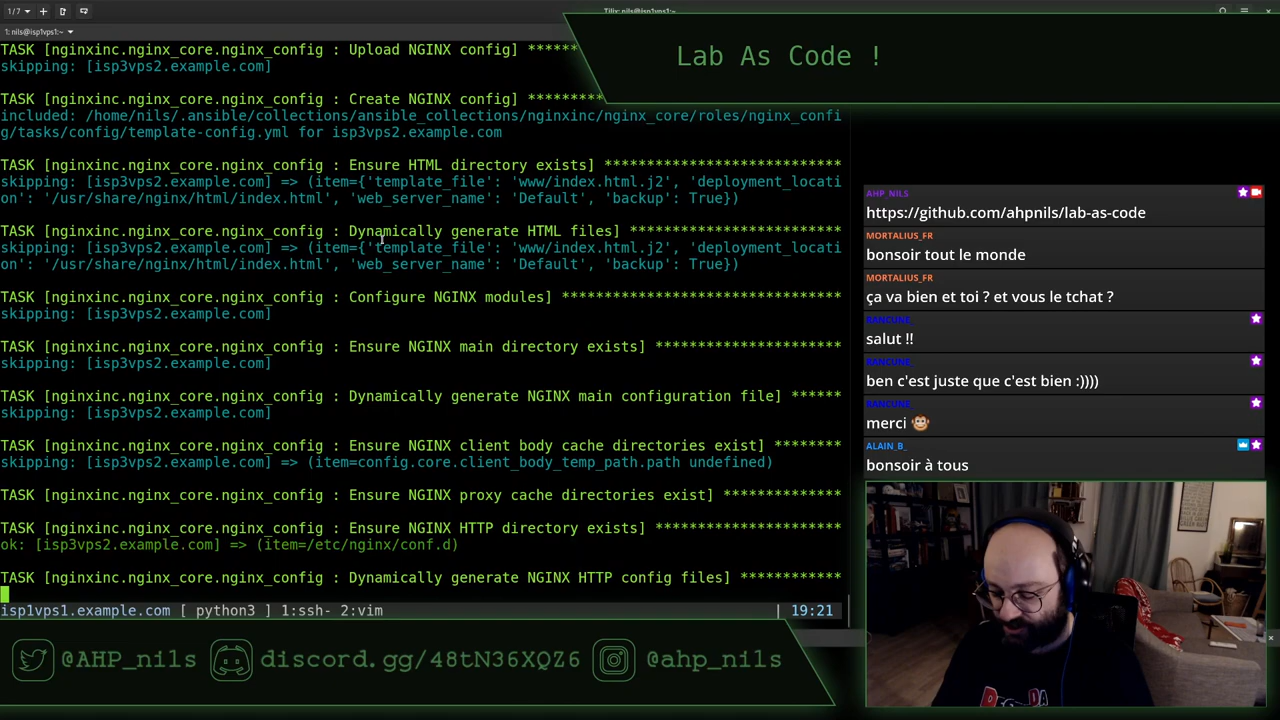 1/7
Tilix: nils@isp1vps1:~
1: nils@isp1vps1:~
Lab As Code !
TASK [nginxinc.nginx_core.nginx_config : Upload NGINX config] *******
skipping: [isp3vps2.example.com]
TASK [nginxinc.nginx_core.nginx_config : Create NGINX config] *********
included: /home/nils/.ansible/collections/ansible_collections/nginxinc/nginx_core/roles/nginx_confi
g/tasks/config/template-config.yml for isp3vps2.example.com
TASK [nginxinc.nginx_core.nginx_config : Ensure HTML directory exists] ****************************
skipping: [isp3vps2.example.com] => (item={'template_file': 'www/index.html.j2', 'deployment_locati
on': '/usr/share/nginx/html/index.html', 'web_server_name': 'Default', 'backup': True})
TASK [nginxinc.nginx_core.nginx_config : Dynamically generate HTML files] *************************
skipping: [isp3vps2.example.com] => (item={'template_file': 'www/index.html.j2', 'deployment_locati
on': '/usr/share/nginx/html/index.html', 'web_server_name': 'Default', 'backup': True})
TASK [nginxinc.nginx_core.nginx_config : Configure NGINX modules] *********************************
skipping: [isp3vps2.example.com]
TASK [nginxinc.nginx_core.nginx_config : Ensure NGINX main directory exists] **********************
skipping: [isp3vps2.example.com]
TASK [nginxinc.nginx_core.nginx_config : Dynamically generate NGINX main configuration file] ******
skipping: [isp3vps2.example.com]
TASK [nginxinc.nginx_core.nginx_config : Ensure NGINX client body cache directories exist] ********
skipping: [isp3vps2.example.com] => (item=config.core.client_body_temp_path.path undefined)
TASK [nginxinc.nginx_core.nginx_config : Ensure NGINX proxy cache directories exist] **************
TASK [nginxinc.nginx_core.nginx_config : Ensure NGINX HTTP directory exists] **********************
ok: [isp3vps2.example.com] => (item=/etc/nginx/conf.d)
TASK [nginxinc.nginx_core.nginx_config : Dynamically generate NGINX HTTP config files] ************
isp1vps1.example.com [ python3 ] 1:ssh- 2:vim | 19:21
AHP_NILS
https://github.com/ahpnils/lab-as-code
MORTALIUS_FR
bonsoir tout le monde
MORTALIUS_FR
ça va bien et toi ? et vous le tchat ?
RANCUNE_
salut !!
RANCUNE_
ben c'est juste que c'est bien :))))
RANCUNE_
merci
ALAIN_B_
bonsoir à tous
@AHP_nils
discord.gg/48tN36XQZ6
@ahp_nils